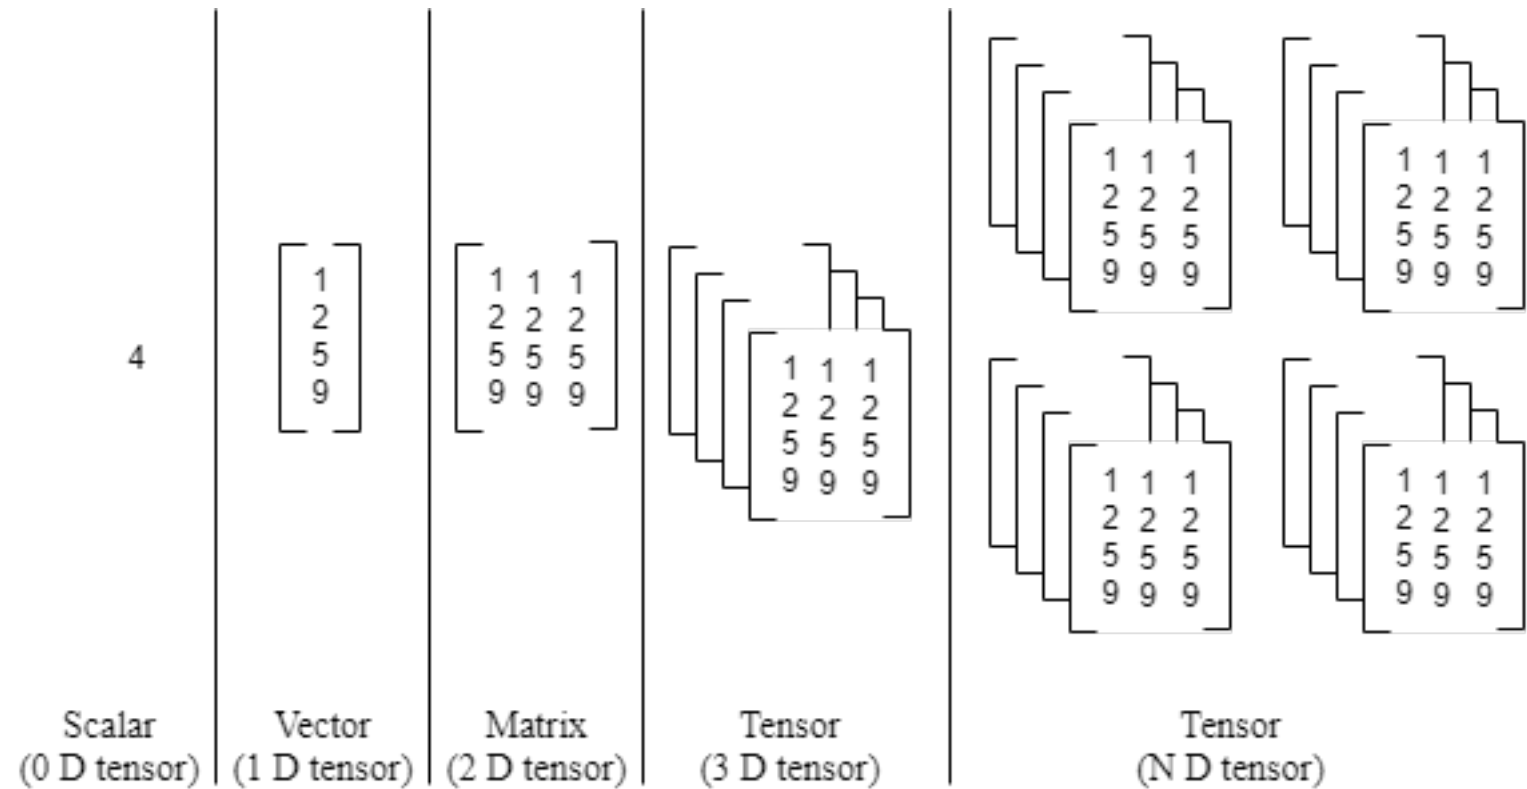 4
1
2
5
9
1 1 1
2 2 2
5 5 5
9 9 9
1 1 1
2 2 2
5 5 5
9 9 9
1 1 1
2 2 2
5 5 5
9 9 9
1 1 1
2 2 2
5 5 5
9 9 9
1 1 1
2 2 2
5 5 5
9 9 9
1 1 1
2 2 2
5 5 5
9 9 9
Scalar
(0 D tensor)
Vector
(1 D tensor)
Matrix
(2 D tensor)
Tensor
(3 D tensor)
Tensor
(N D tensor)